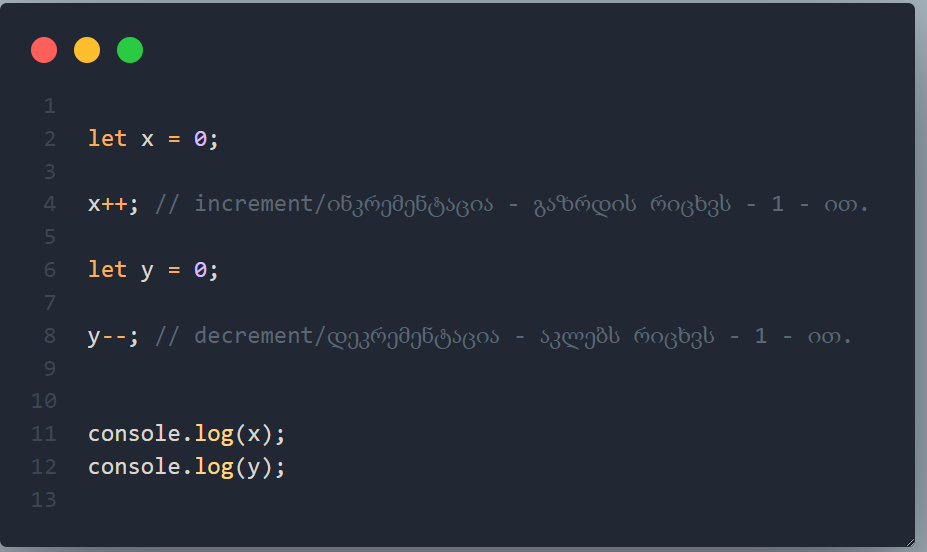 1
2 let x = 0;
3
4 x++; // increment/ინკრემენტაცია - გაზრდის რიცხვს - 1 - ით.
5
6 let y = 0;
7
8 y--; // decrement/დეკრემენტაცია - აკლებს რიცხვს - 1 - ით.
9
10
11 console.log(x);
12 console.log(y);
13